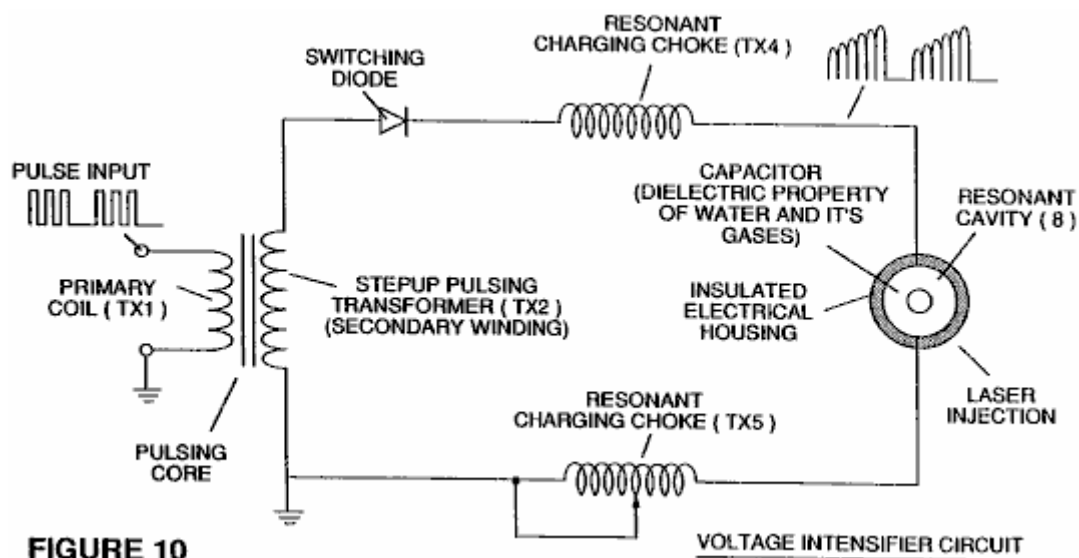 RESONANT
CHARGING CHOKE (TX4)
SWITCHING
DIODE
PULSE INPUT
CAPACITOR
(DIELECTRIC PROPERTY
OF WATER AND IT'S
GASES)
RESONANT
CAVITY (8)
PRIMARY
COIL (TX1)
STEPUP PULSING
TRANSFORMER (TX2)
(SECONDARY WINDING)
INSULATED
ELECTRICAL
HOUSING
LASER
INJECTION
RESONANT
CHARGING CHOKE (TX5)
PULSING
CORE
FIGURE 10
VOLTAGE INTENSIFIER CIRCUIT